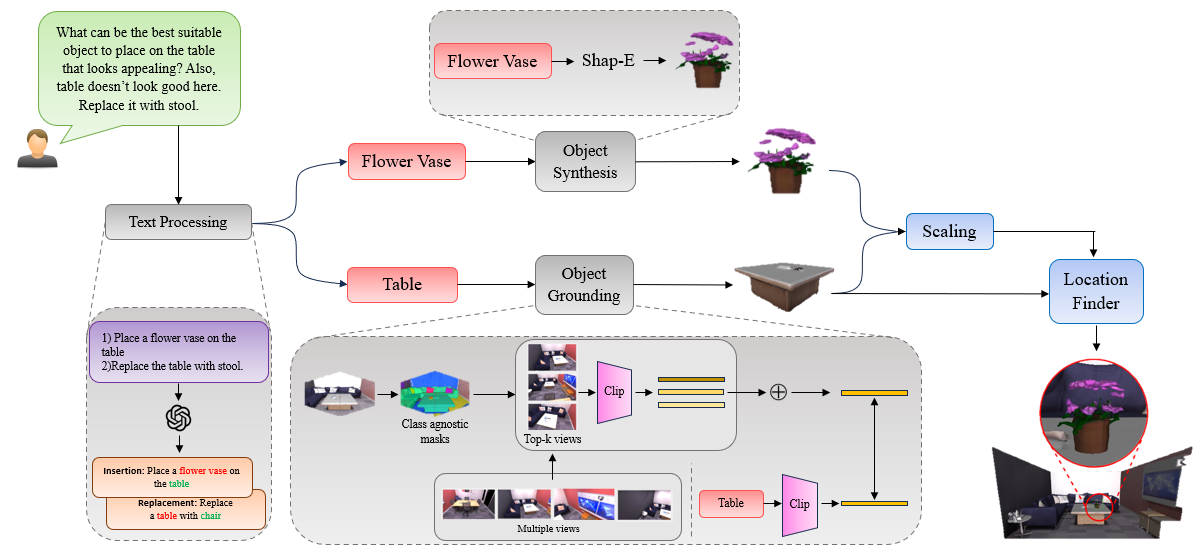 What can be the best suitable
object to place on the table
that looks appealing? Also,
table doesn't look good here.
Replace it with stool.
Flower Vase
Shap-E
Flower Vase
Object
Synthesis
Text Processing
Scaling
Table
Object
Grounding
Location
Finder
1) Place a flower vase on the
table
2)Replace the table with stool.
Insertion: Place a flower vase on
the table
Replacement: Replace
a table with chair
Class agnostic
masks
Top-k views
Clip
Multiple views
Table
Clip